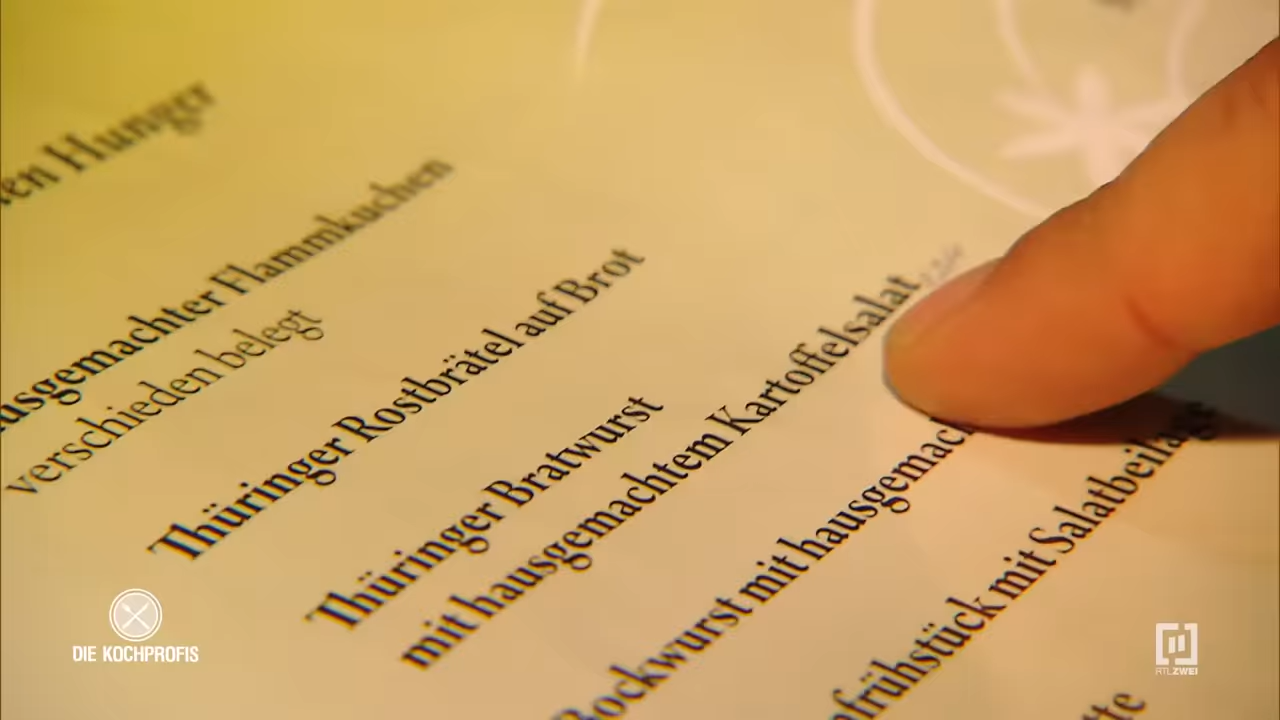 en Hunger
usgemachter Flammkuchen
verschieden belegt
Thüringer Rostbrätel auf Brot
Thüringer Bratwurst
mit hausgemachtem Kartoffelsalat
Bockwurst mit hausgemach
frühstück mit Salatbeilage
tte
DIE KOCHPROFIS
RTLZWEI